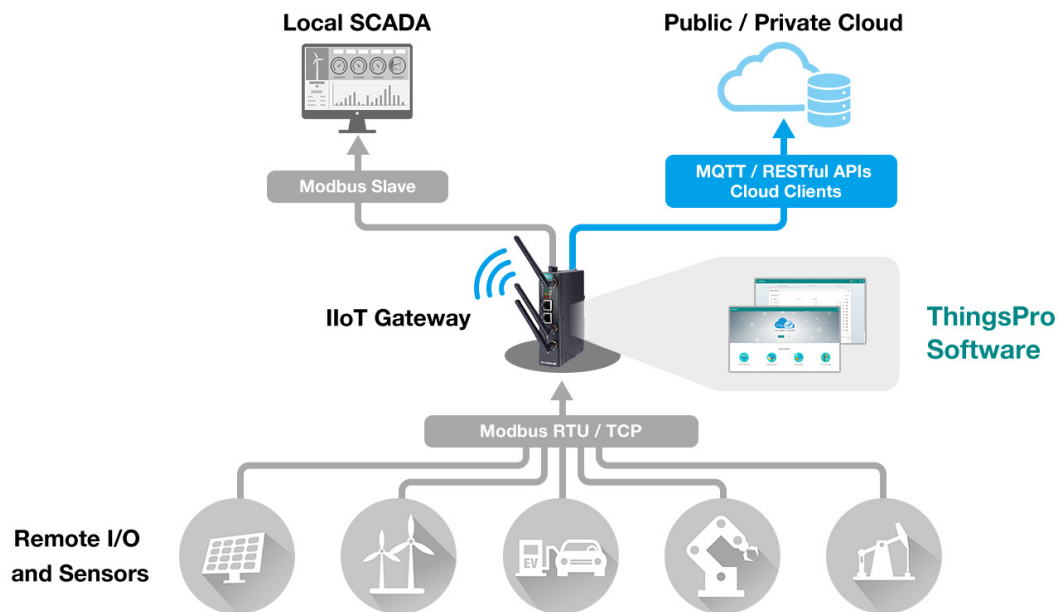 Local SCADA
Public / Private Cloud
Modbus Slave
MQTT / RESTful APIs
Cloud Clients
IIoT Gateway
ThingsPro
Software
Modbus RTU / TCP
Remote I/O
and Sensors
EV